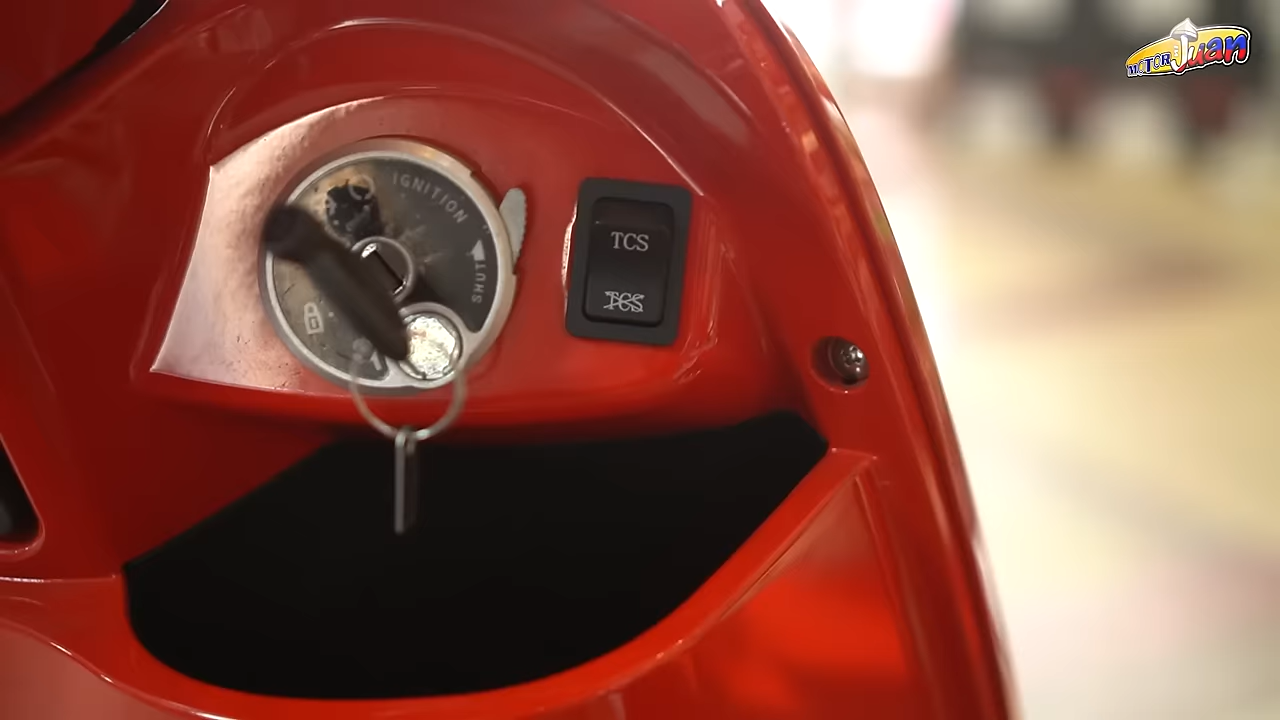 MOTOR Juan
IGNITION
SHUT
TCS
TCS